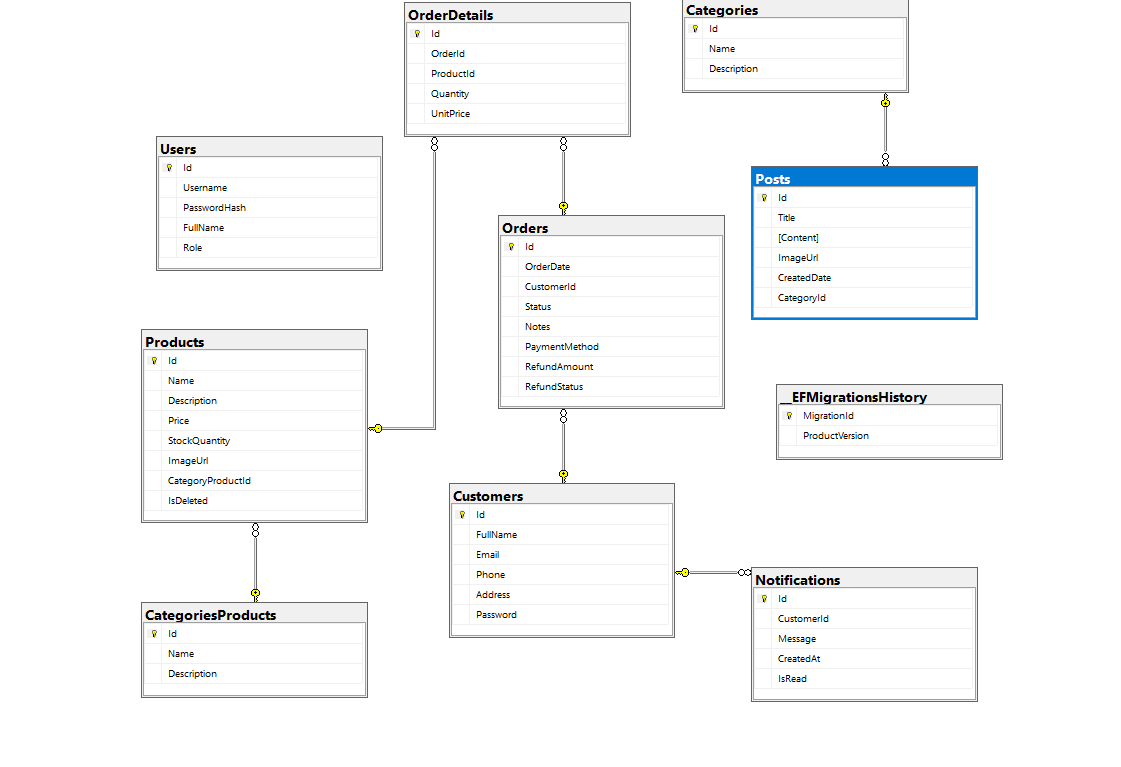 OrderDetails
Id
OrderId
ProductId
Quantity
UnitPrice
Categories
Id
Name
Description
Users
Id
Username
PasswordHash
FullName
Role
Orders
Id
OrderDate
CustomerId
Status
Notes
PaymentMethod
RefundAmount
RefundStatus
Posts
Id
Title
[Content]
ImageUrl
CreatedDate
CategoryId
Products
Id
Name
Description
Price
StockQuantity
ImageUrl
CategoryProductId
IsDeleted
__EFMigrationsHistory
MigrationId
ProductVersion
Customers
Id
FullName
Email
Phone
Address
Password
Notifications
Id
CustomerId
Message
CreatedAt
IsRead
CategoriesProducts
Id
Name
Description